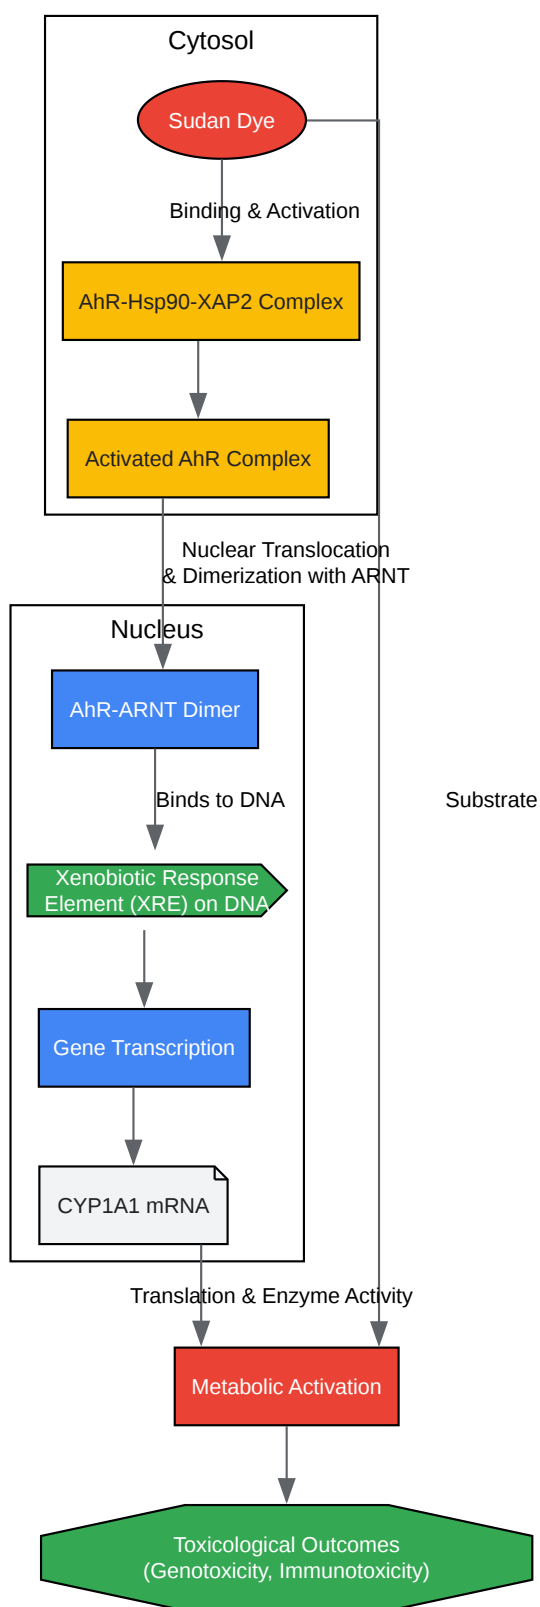 Cytosol
Sudan Dye
Binding & Activation
AhR-Hsp90-XAP2 Complex
Activated AhR Complex
Nuclear Translocation
& Dimerization with ARNT
Nucleus
AhR-ARNT Dimer
Binds to DNA
Substrate
Xenobiotic Response
Element (XRE) on DNA
Gene Transcription
CYP1A1 mRNA
Translation & Enzyme Activity
Metabolic Activation
Toxicological Outcomes
(Genotoxicity, Immunotoxicity)